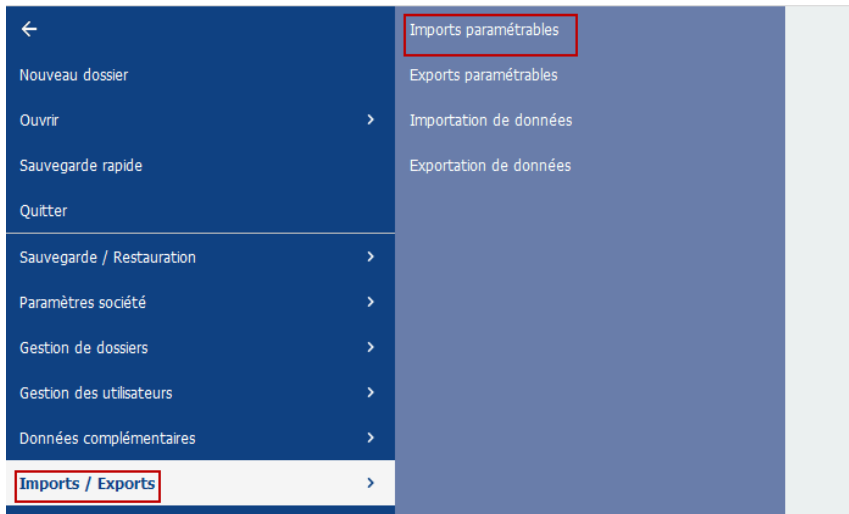 Nouveau dossier
Ouvrir
Sauvegarde rapide
Quitter
Sauvegarde / Restauration
Paramètres société
Gestion de dossiers
Gestion des utilisateurs
Données complémentaires
Imports / Exports
Imports paramétrables
Exports paramétrables
Importation de données
Exportation de données